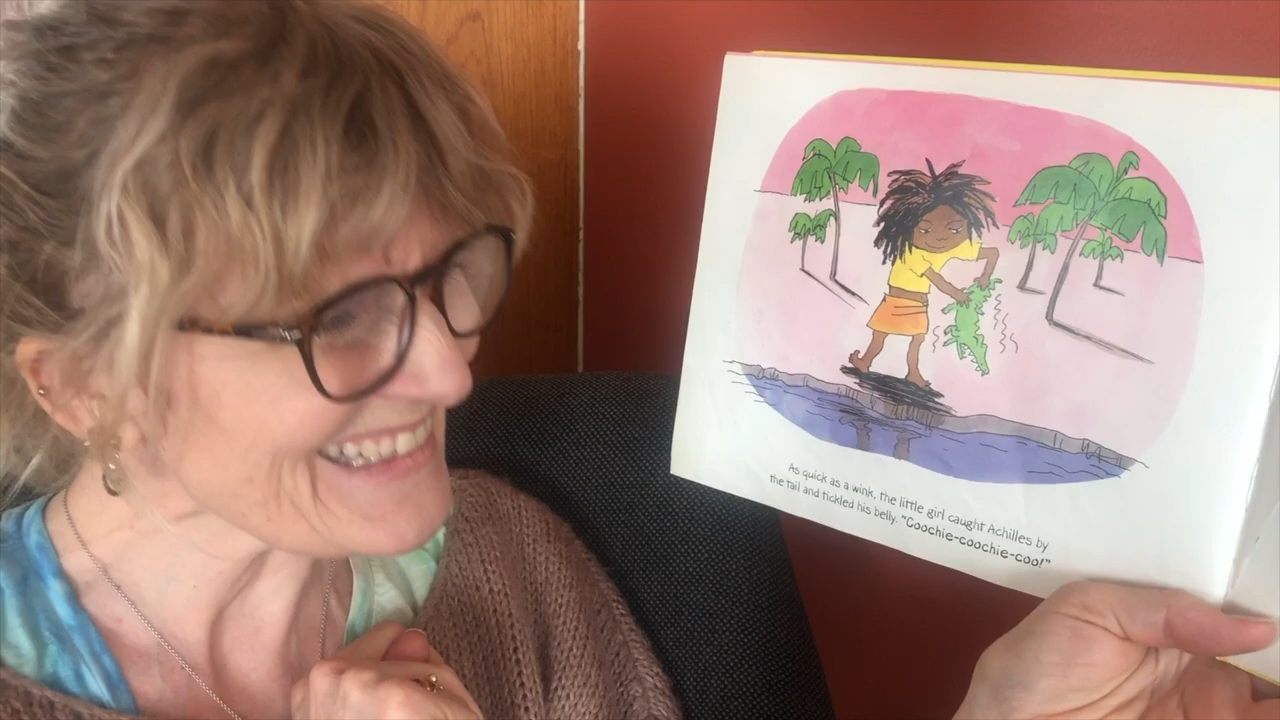 As quick as a wink, the little girl caught Achilles by
the tail and tickled his belly. "Coochie-coochie-coo!"